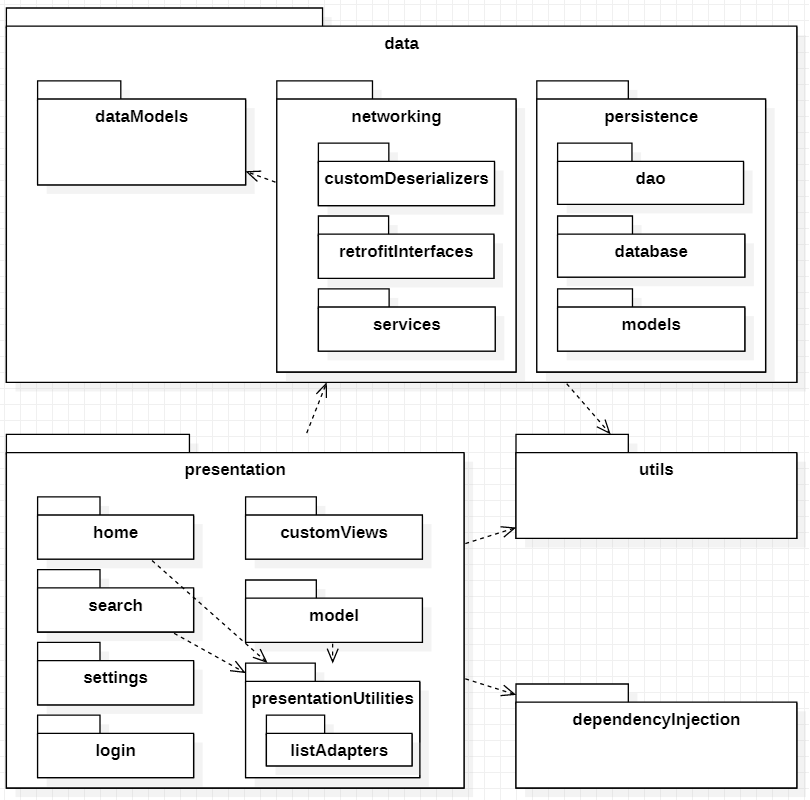 data
dataModels
networking
customDeserializers
retrofitInterfaces
services
persistence
dao
database
models
presentation
home
search
settings
login
customViews
model
presentationUtilities
listAdapters
utils
dependencyInjection